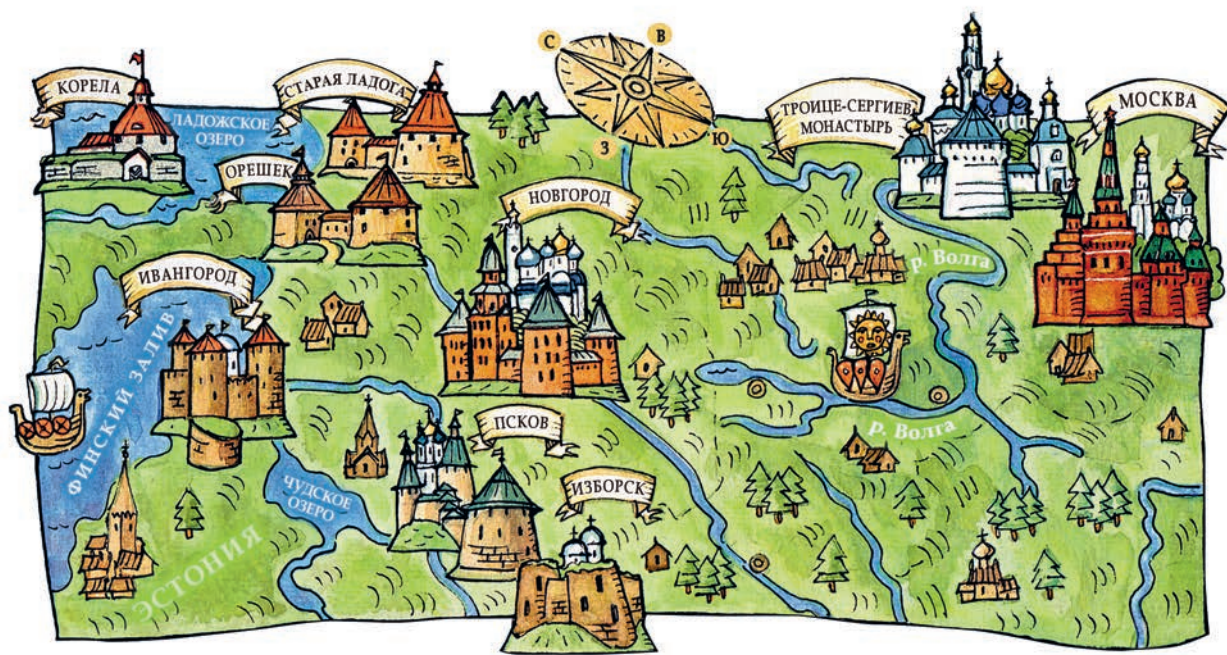 С
В
З
Ю
КОРЕЛА
СТАРАЯ ЛАДОГА
ЛАДОЖСКОЕ
ОЗЕРО
ОРЕШЕК
ТРОИЦЕ-СЕРГИЕВ
МОНАСТЫРЬ
МОСКВА
НОВГОРОД
ИВАНГОРОД
р. Волга
ФИНСКИЙ ЗАЛИВ
ПСКОВ
р. Волга
ИЗБОРСК
ЧУДСКОЕ
ОЗЕРО
ЭСТОНИЯ